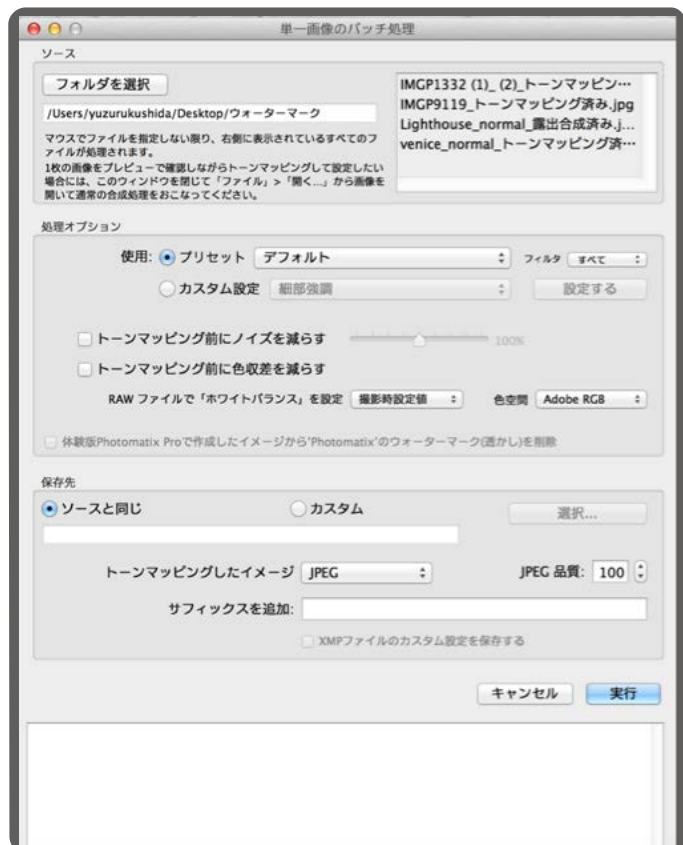 単一画像のバッチ処理
ソース
フォルダを選択
/Users/yuzurukushida/Desktop/ウォーターマーク
マウスでファイルを指定しない限り、右側に表示されているすべてのフ
ァイルが処理されます。
1枚の画像をプレビューで確認しながらトーンマッピングして設定したい
場合には、このウィンドウを閉じて「ファイル」>「開く...」から画像を
開いて通常の合成処理をおこなってください。
IMGP1332 (1)_ (2)_トーンマッピン…
IMGP9119_トーンマッピング済み.jpg
Lighthouse_normal_露出合成済み.j…
venice_normal_トーンマッピング済…
処理オプション
使用: プリセット デフォルト フィルタ すべて
カスタム設定 細部強調 設定する
トーンマッピング前にノイズを減らす 100%
トーンマッピング前に色収差を減らす
RAW ファイルで「ホワイトバランス」を設定 撮影時設定値 色空間 Adobe RGB
体験版Photomatix Proで作成したイメージから'Photomatix'のウォーターマーク(透かし)を削除
保存先
ソースと同じ カスタム 選択...
トーンマッピングしたイメージ JPEG JPEG 品質: 100
サフィックスを追加:
XMPファイルのカスタム設定を保存する
キャンセル 実行